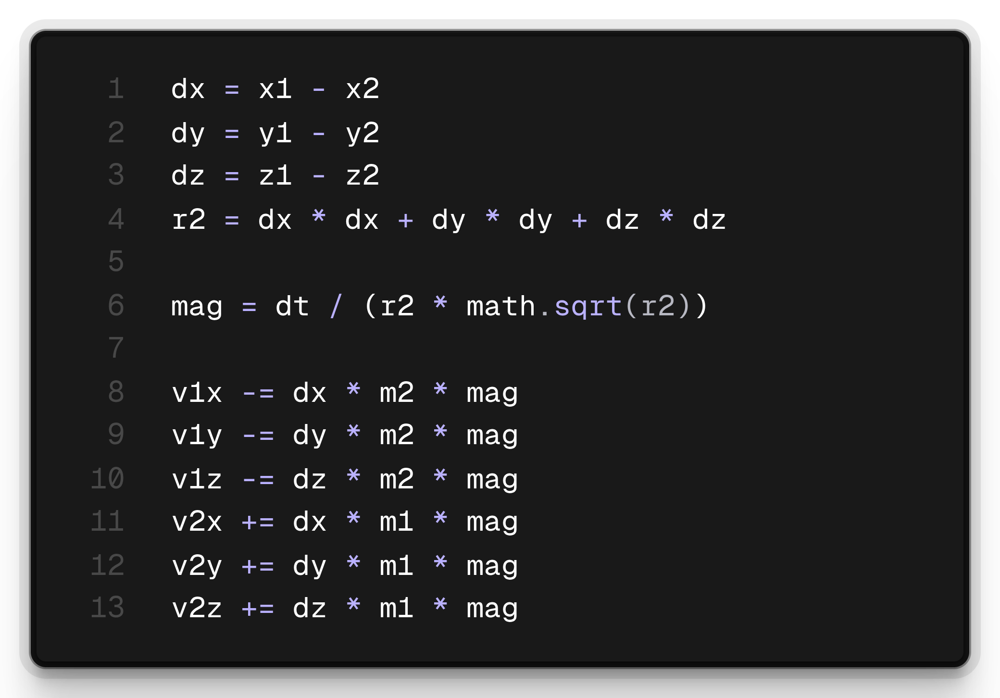 1 dx = x1 - x2
2 dy = y1 - y2
3 dz = z1 - z2
4 r2 = dx * dx + dy * dy + dz * dz
5
6 mag = dt / (r2 * math.sqrt(r2))
7
8 v1x -= dx * m2 * mag
9 v1y -= dy * m2 * mag
10 v1z -= dz * m2 * mag
11 v2x += dx * m1 * mag
12 v2y += dy * m1 * mag
13 v2z += dz * m1 * mag